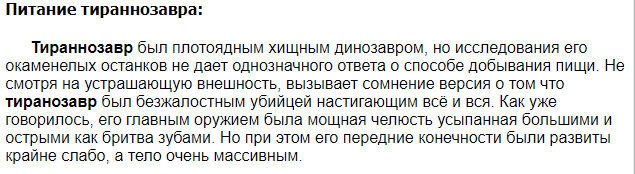 Питание тираннозавра:
Тираннозавр был плотоядным хищным динозавром, но исследования его
окаменелых останков не дает однозначного ответа о способе добывания пищи. Не
смотря на устрашающую внешность, вызывает сомнение версия о том что
тиранозавр был безжалостным убийцей настигающим всё и вся. Как уже
говорилось, его главным оружием была мощная челюсть усыпанная большими и
острыми как бритва зубами. Но при этом его передние конечности были развиты
крайне слабо, а тело очень массивным.